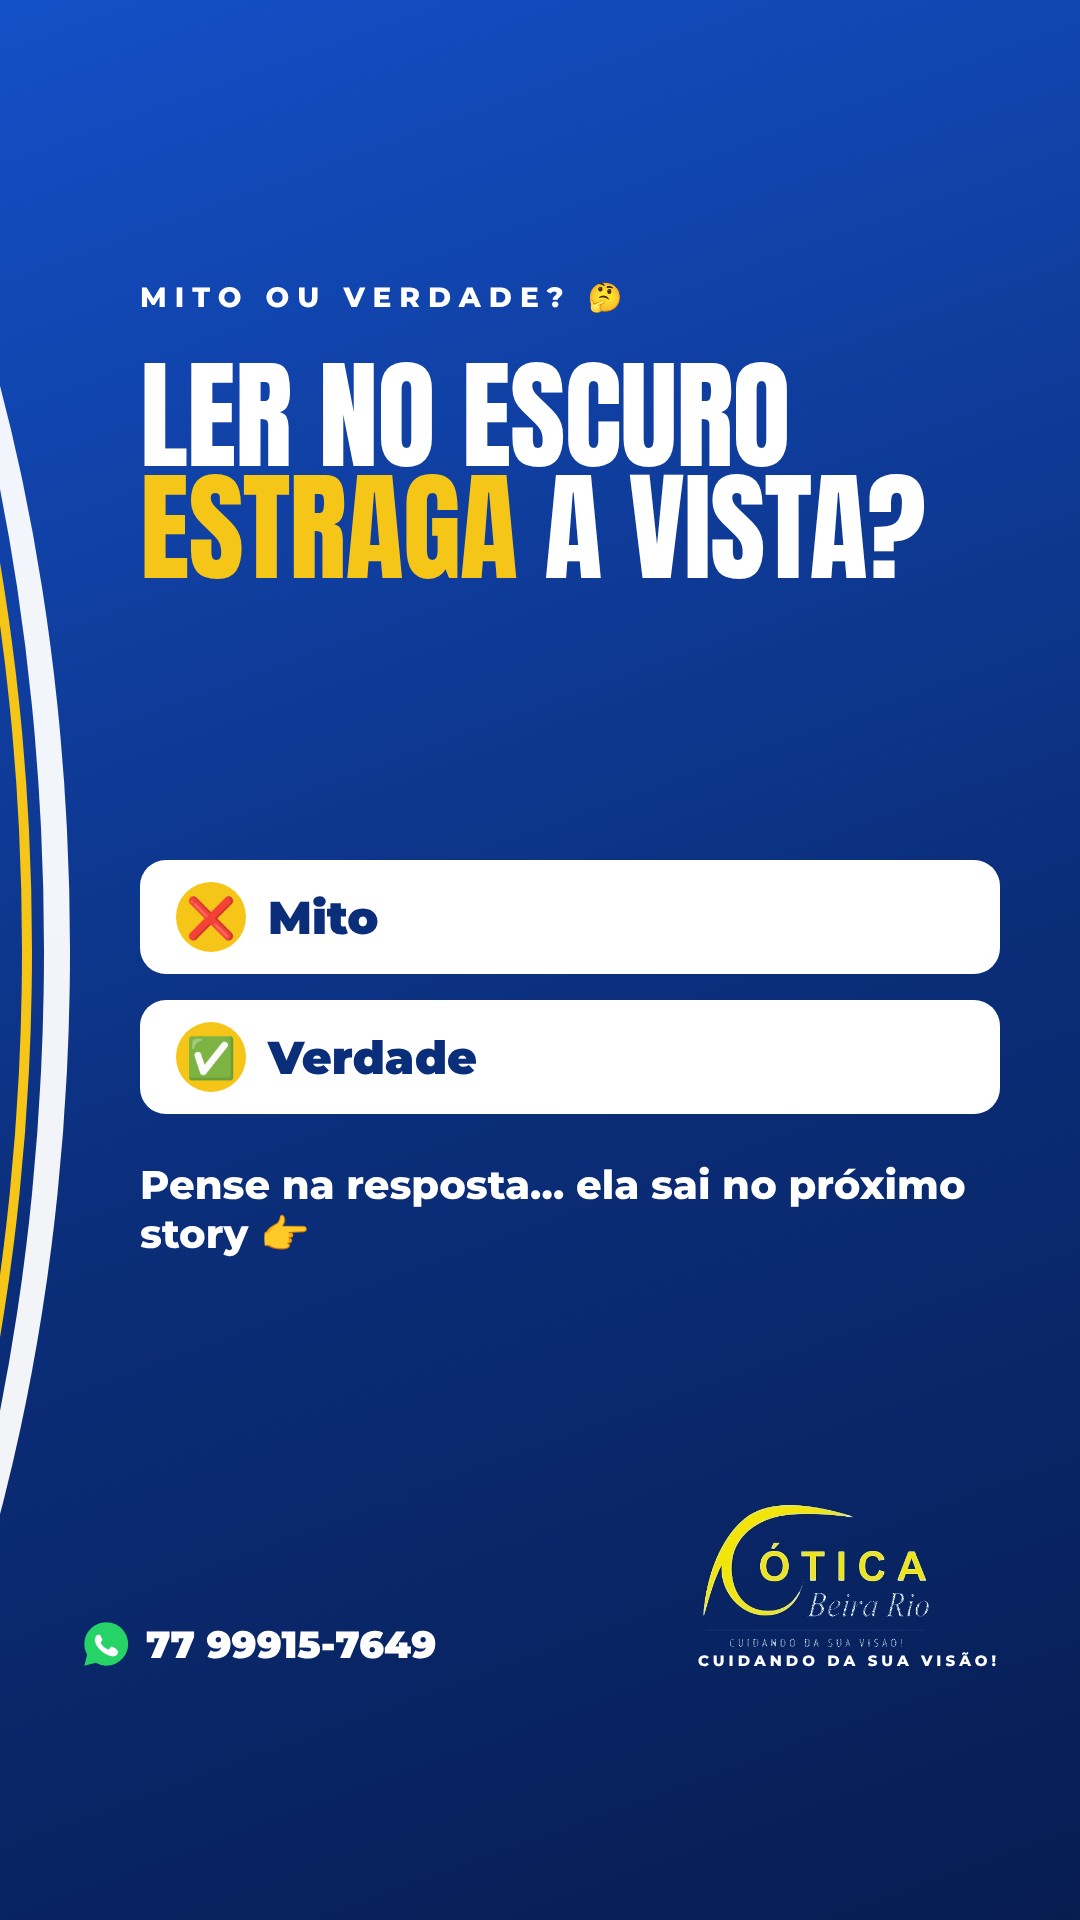 MITO OU VERDADE? 🤔
LER NO ESCURO
ESTRAGA A VISTA?
❌ Mito
✅ Verdade
Pense na resposta... ela sai no próximo
story 👉
ÓTICA
Beira Rio
CUIDANDO DA SUA VISÃO!
77 99915-7649
CUIDANDO DA SUA VISÃO!